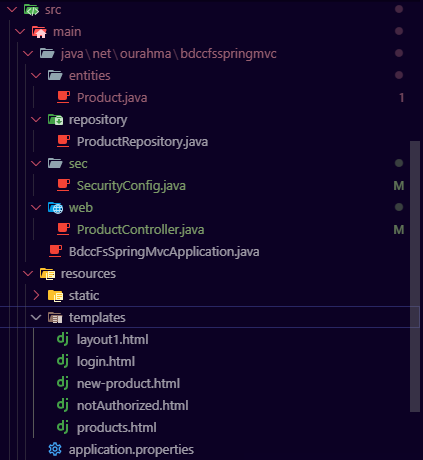 src
main
java\net\ourahma\bdccfsspringmvc
entities
Product.java 1
repository
ProductRepository.java
sec
SecurityConfig.java M
web
ProductController.java M
BdccFsSpringMvcApplication.java
resources
static
templates
dj layout1.html
dj login.html
dj new-product.html
dj notAuthorized.html
dj products.html
application.properties